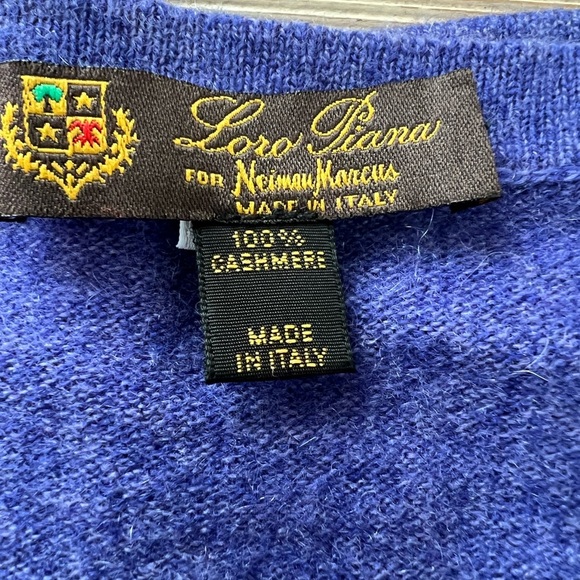 Loro Piana
FOR Neiman Marcus
MADE IN ITALY
100%
CASHMERE
MADE
IN ITALY